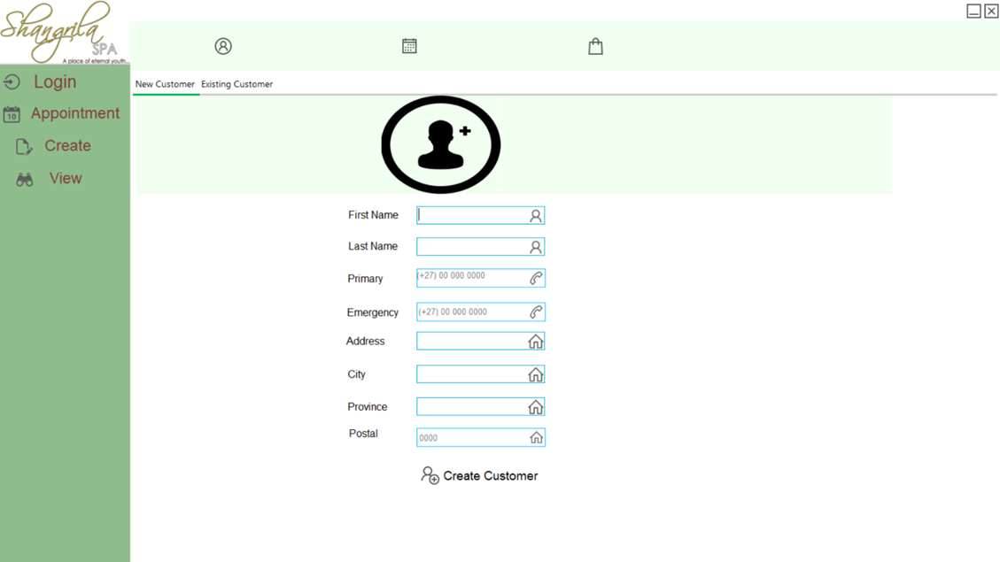 Shangrila
SPA
A place of eternal youth...
Login
10 Appointment
Create
View
New Customer Existing Customer
First Name
Last Name
Primary (+27) 00 000 0000
Emergency (+27) 00 000 0000
Address
City
Province
Postal 0000
Create Customer